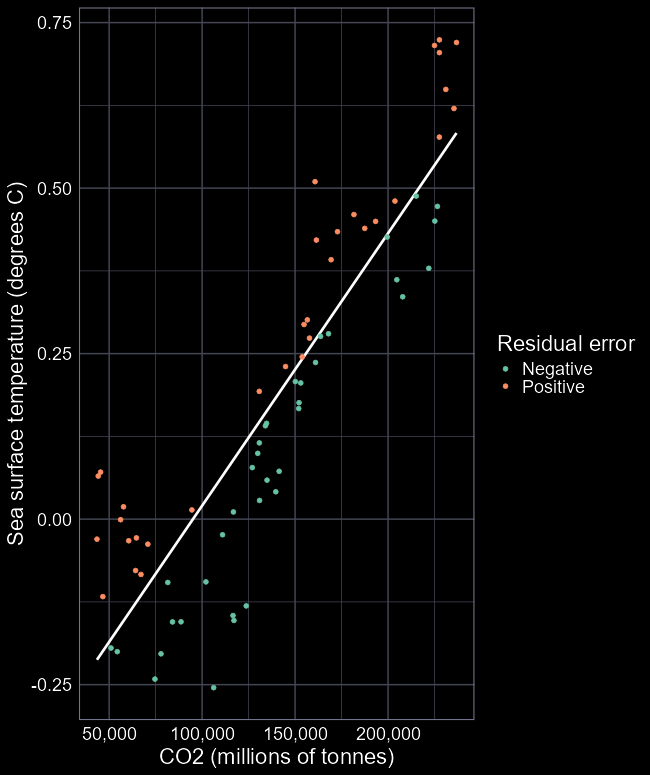 0.75
0.50
0.25
0.00
-0.25
Sea surface temperature (degrees C)
50,000 100,000 150,000 200,000
CO2 (millions of tonnes)
Residual error
Negative
Positive